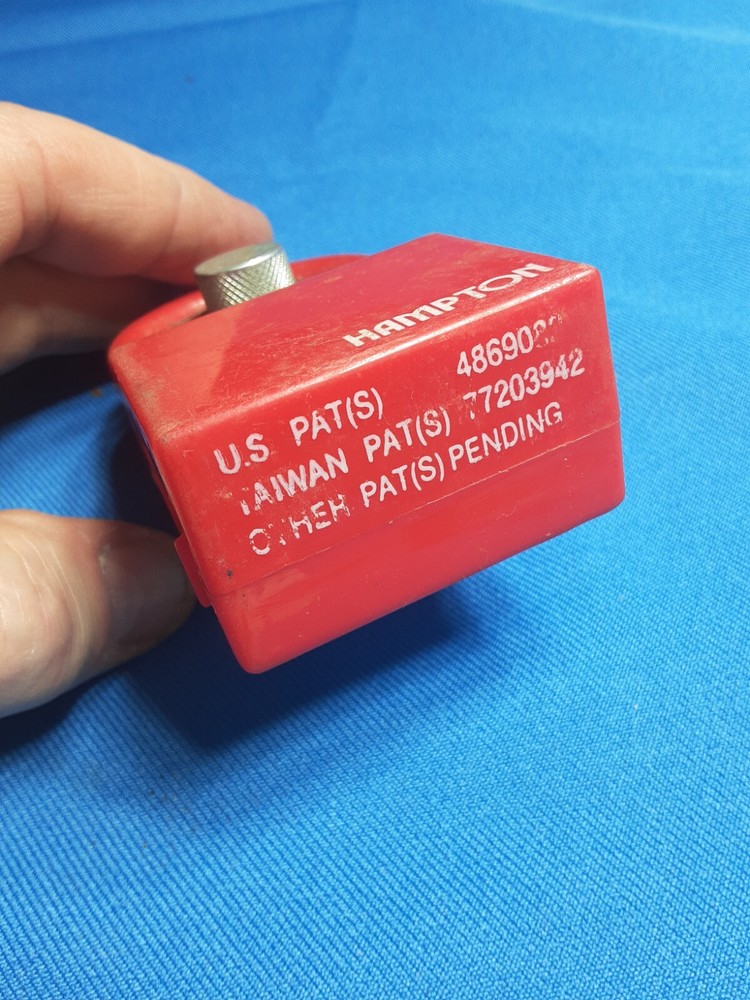 HAMPTON
U.S PAT(S)
TAIWAN PAT(S) 77203942
OTHER PAT(S) PENDING